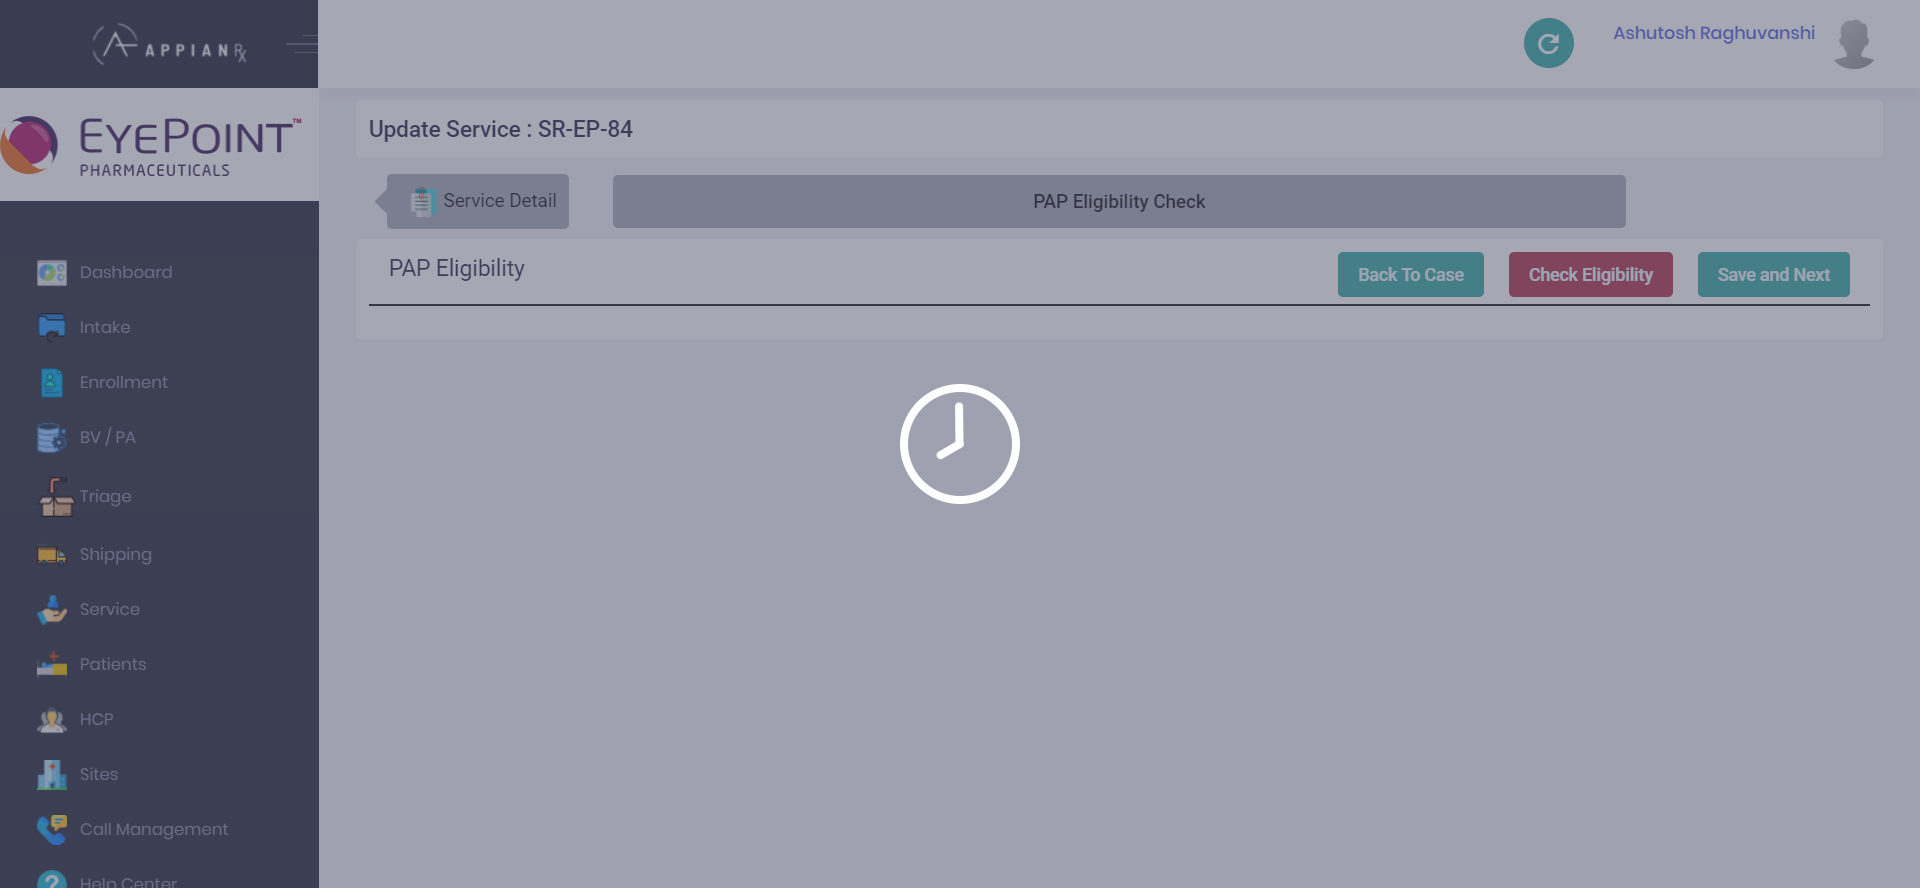 APPIANRx
Ashutosh Raghuvanshi
EYEPOINT™
PHARMACEUTICALS
Update Service : SR-EP-84
Service Detail
PAP Eligibility Check
PAP Eligibility
Back To Case
Check Eligibility
Save and Next
Dashboard
Intake
Enrollment
BV / PA
Triage
Shipping
Service
Patients
HCP
Sites
Call Management
Help Center